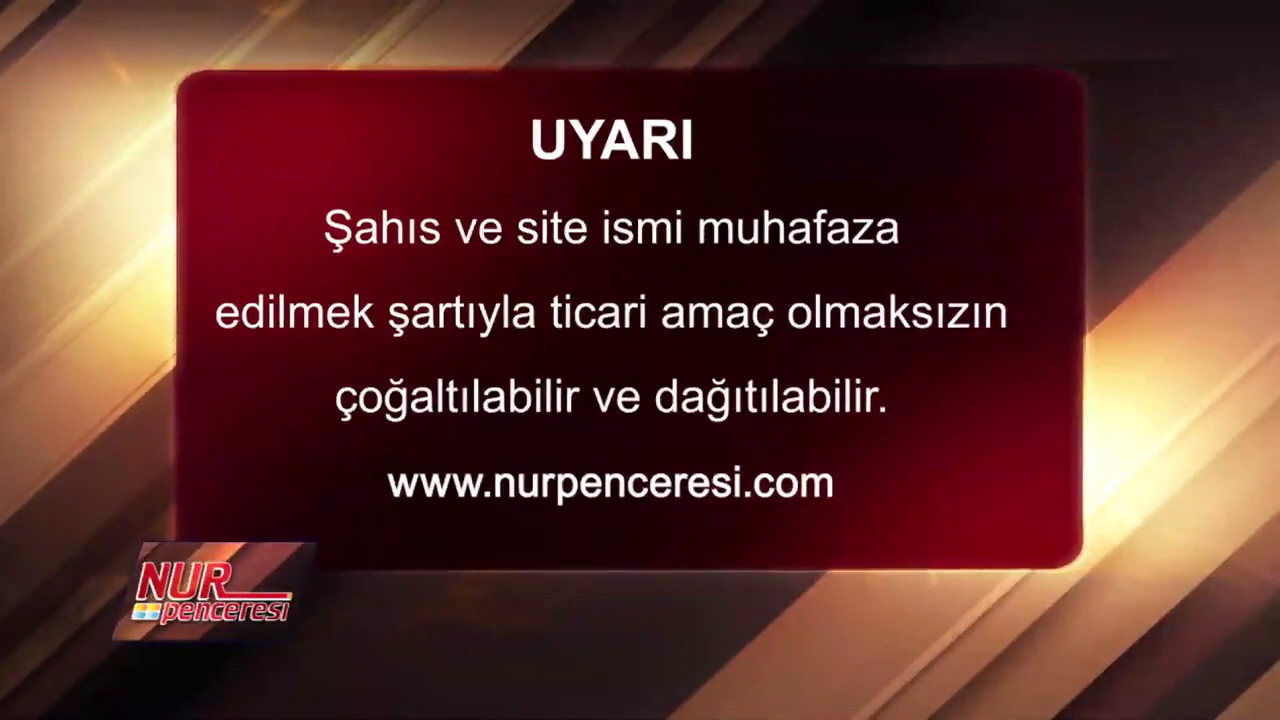 UYARI
Şahıs ve site ismi muhafaza
edilmek şartıyla ticari amaç olmaksızın
çoğaltılabilir ve dağıtılabilir.
www.nurpenceresi.com
NUR
penceresi